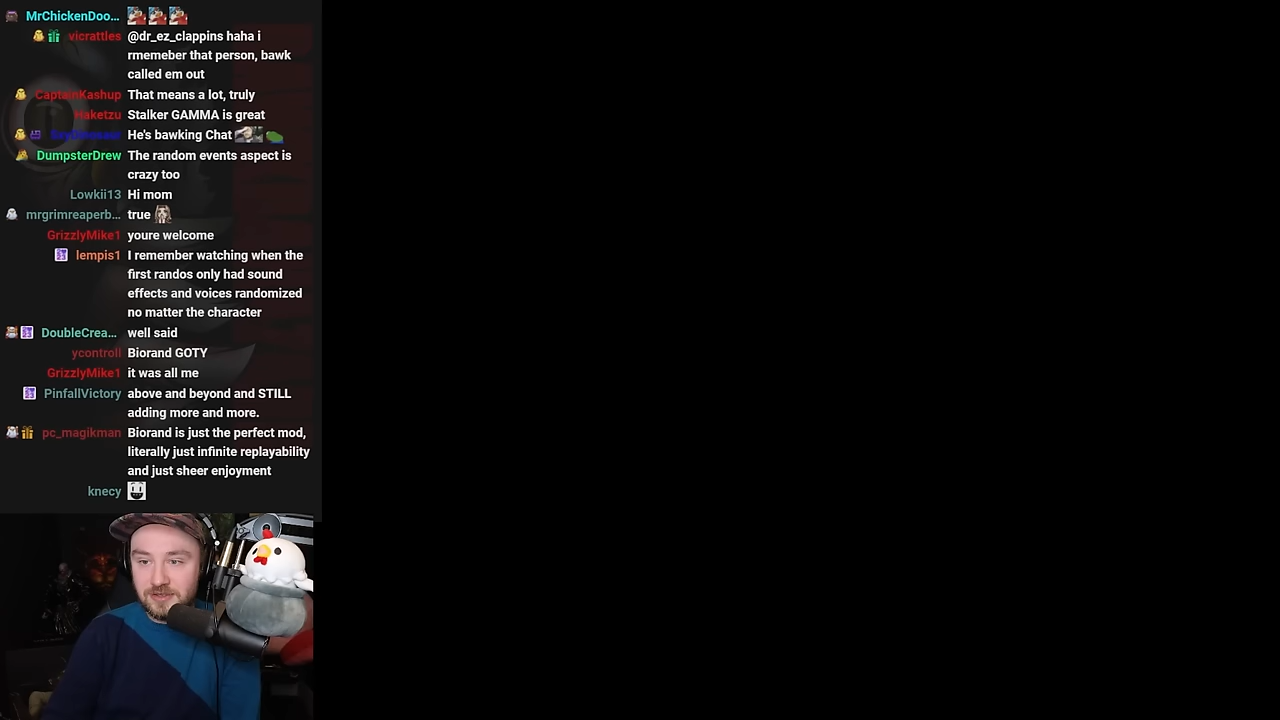 MrChickenDoo...
vicrattles @dr_ez_clappins haha i
rmemeber that person, bawk
called em out
CaptainKashup That means a lot, truly
Haketzu Stalker GAMMA is great
He's bawking Chat
DumpsterDrew The random events aspect is
crazy too
Lowkii13 Hi mom
mrgrimreaperb... true
GrizzlyMike1 youre welcome
lempis1 I remember watching when the
first randos only had sound
effects and voices randomized
no matter the character
DoubleCrea... well said
ycontroll Biorand GOTY
GrizzlyMike1 it was all me
PinfallVictory above and beyond and STILL
adding more and more.
pc_magikman Biorand is just the perfect mod,
literally just infinite replayability
and just sheer enjoyment
knecy